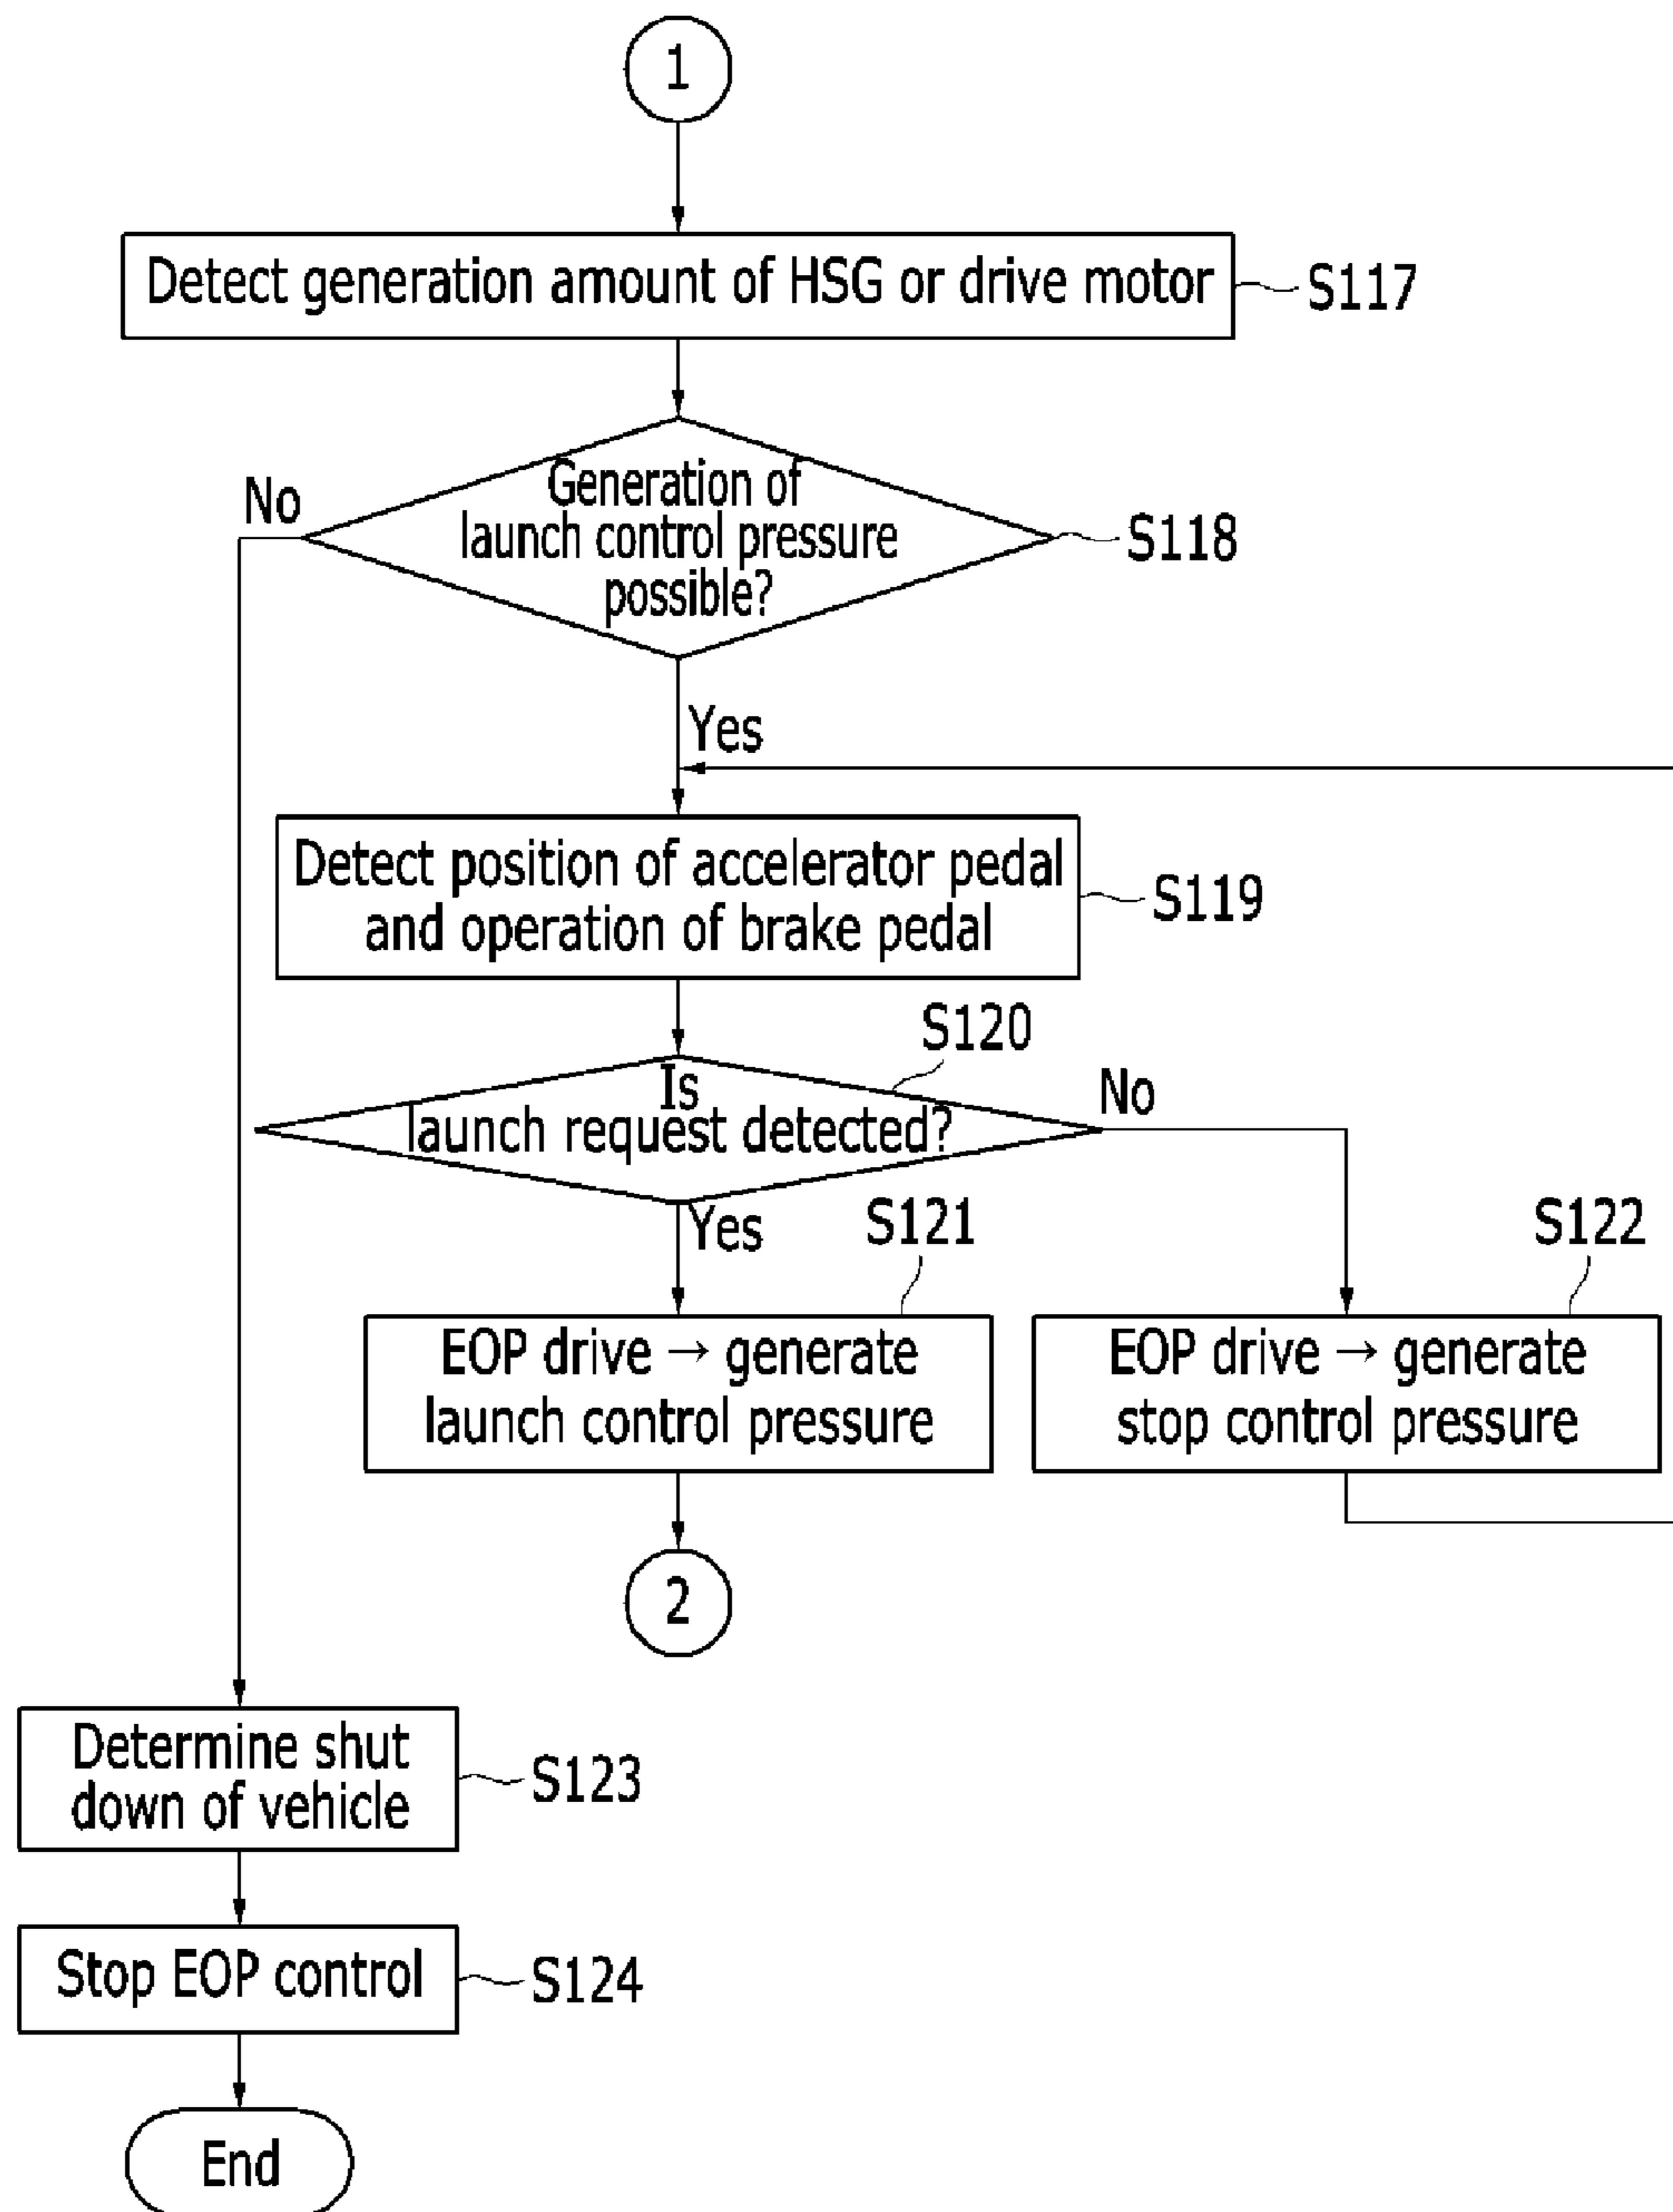 1
Detect generation amount of HSG or drive motor
S117
Generation of
launch control pressure
possible?
S118
No
Yes
Detect position of accelerator pedal
and operation of brake pedal
S119
S120
Is
launch request detected?
No
Yes
S121
S122
EOP drive → generate
launch control pressure
EOP drive → generate
stop control pressure
2
Determine shut
down of vehicle
S123
Stop EOP control
S124
End